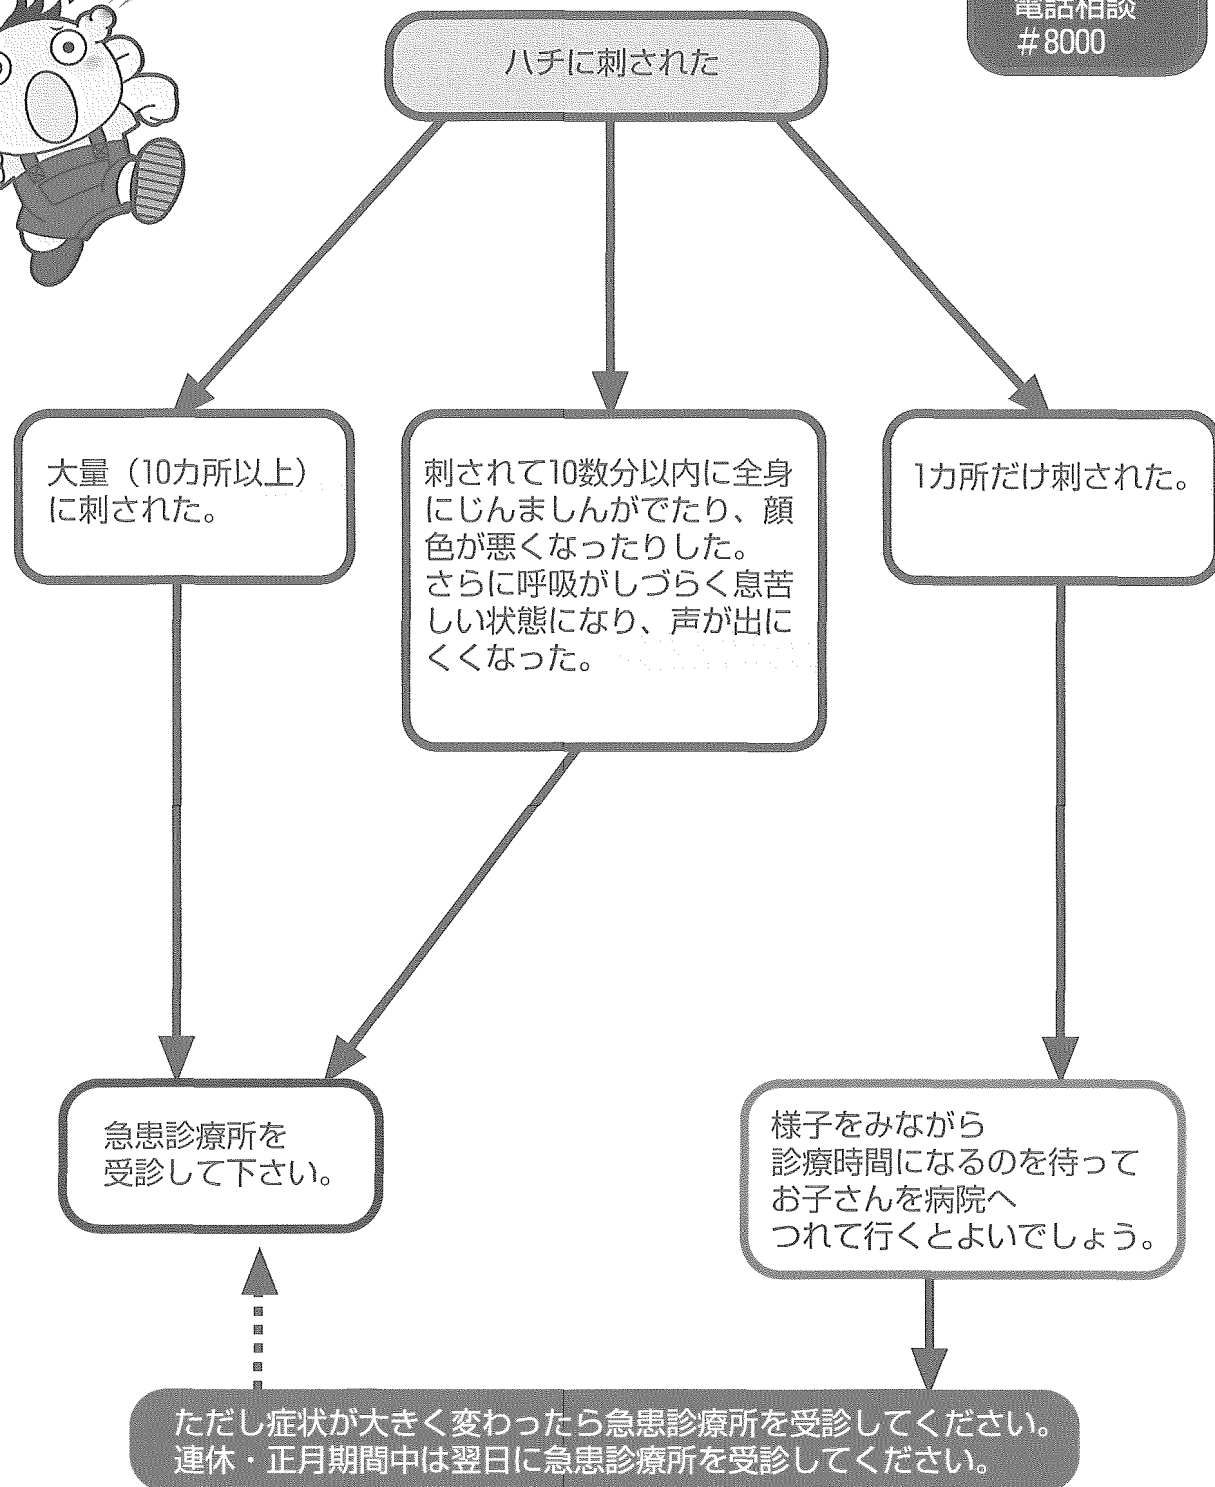 電話相談
＃8000
ハチに刺された
大量（10カ所以上）
に刺された。
刺されて10数分以内に全身
にじんましんがでたり、顔
色が悪くなったりした。
さらに呼吸がしづらく息苦
しい状態になり、声が出に
くくなった。
1カ所だけ刺された。
急患診療所を
受診して下さい。
様子をみながら
診療時間になるのを待って
お子さんを病院へ
つれて行くとよいでしょう。
ただし症状が大きく変わったら急患診療所を受診してください。
連休・正月期間中は翌日に急患診療所を受診してください。